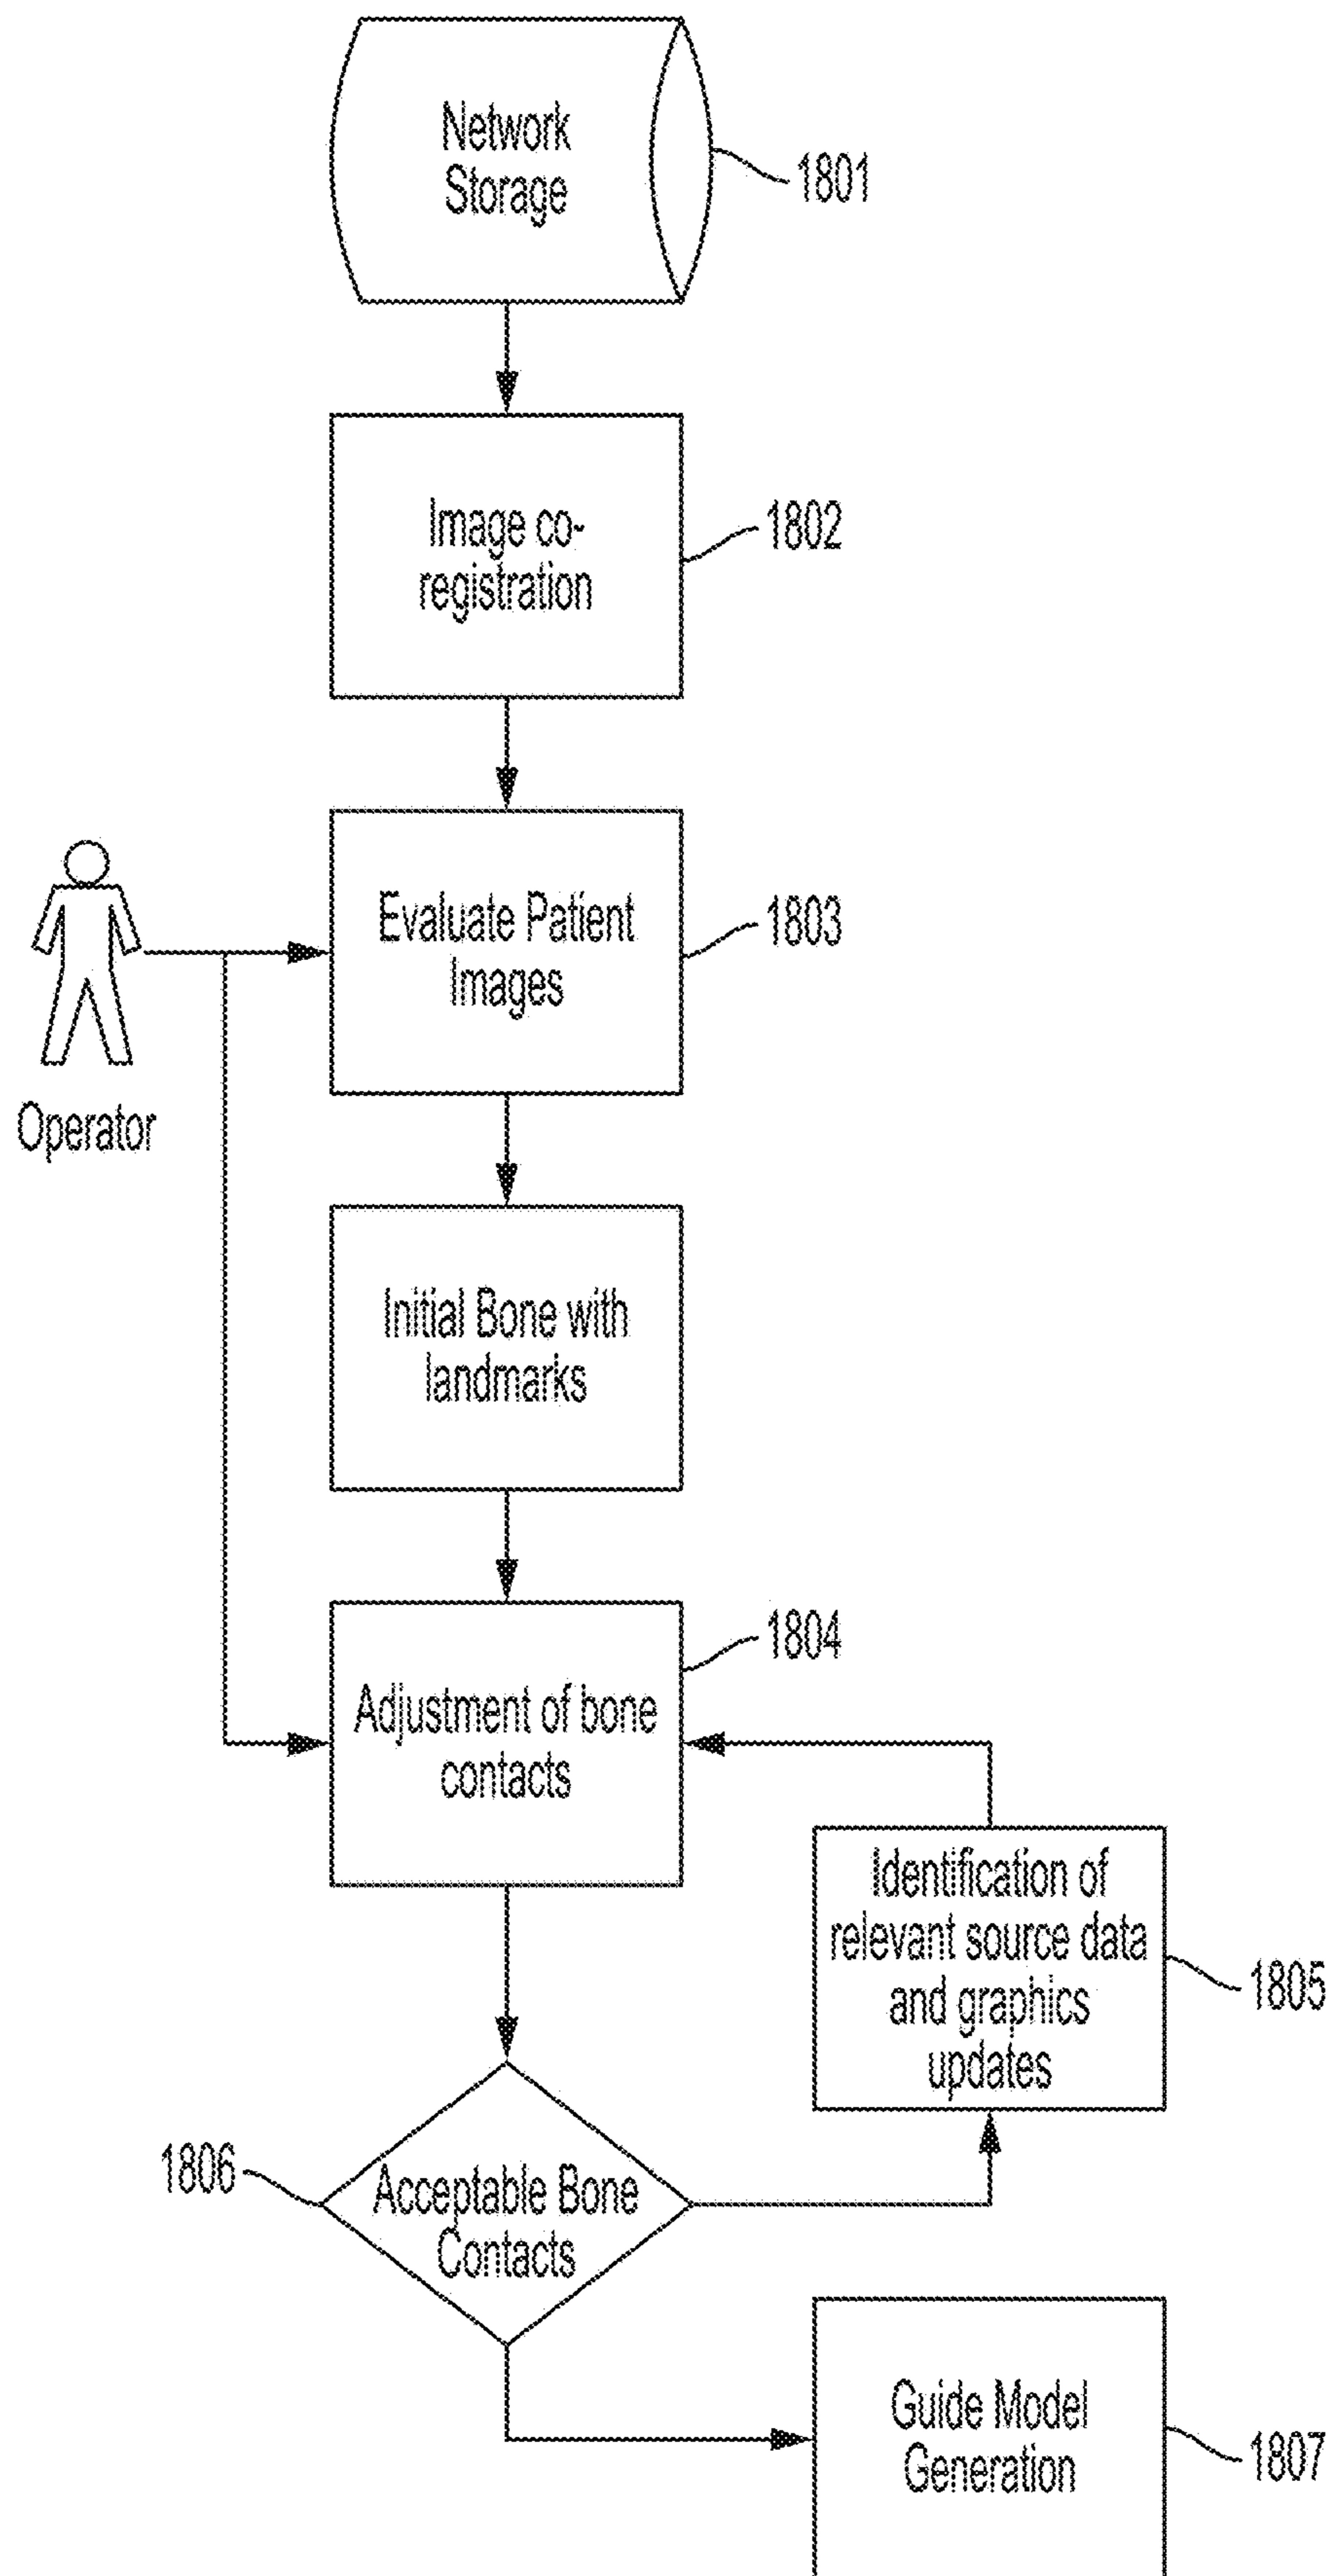 Network
Storage
1801
Image co-
registration
1802
Evaluate Patient
Images
1803
Operator
Initial Bone with
landmarks
Adjustment of bone
contacts
1804
Identification of
relevant source data
and graphics
updates
1805
1806
Acceptable Bone
Contacts
Guide Model
Generation
1807